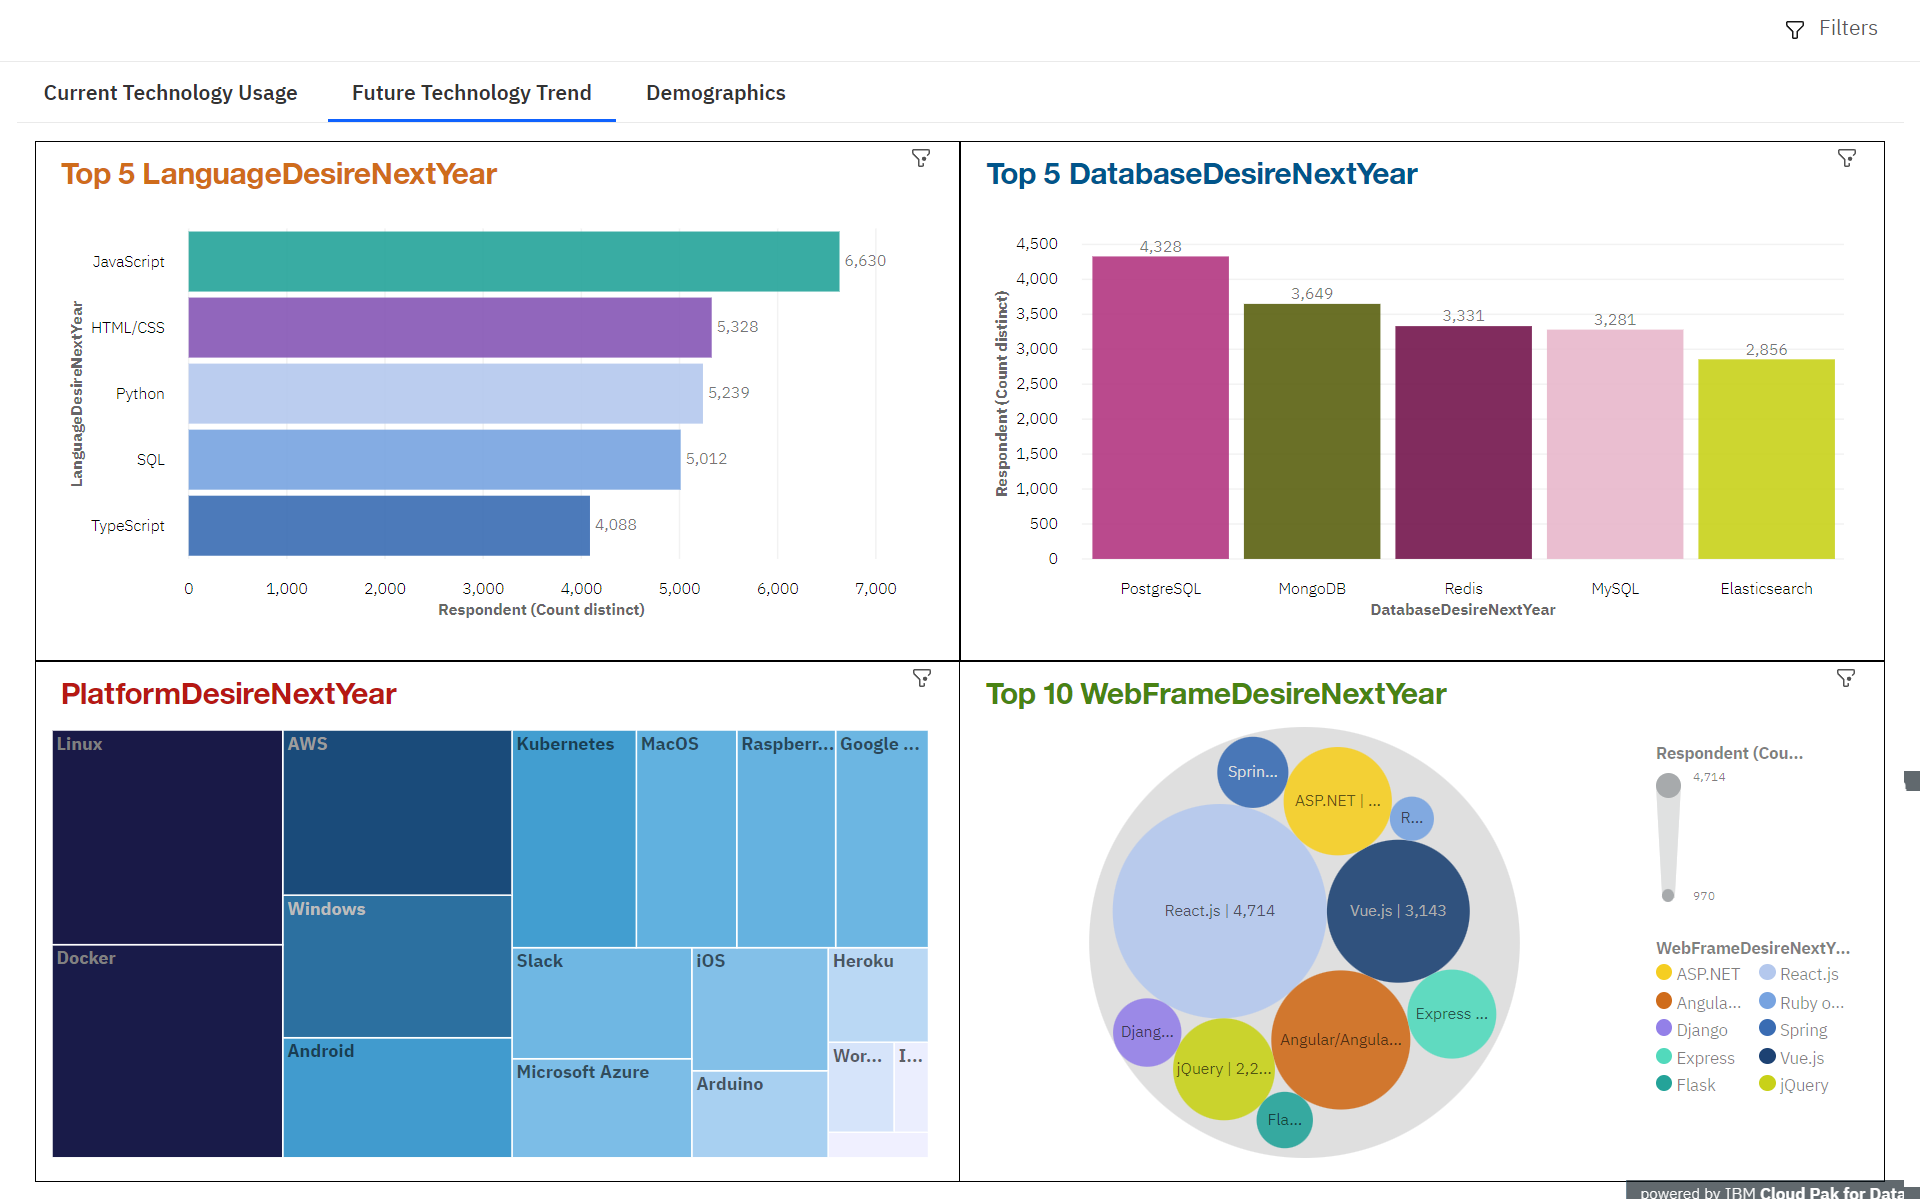 Filters
Current Technology Usage
Future Technology Trend
Demographics
Top 5 LanguageDesireNextYear
LanguageDesireNextYear
JavaScript
6,630
HTML/CSS
5,328
Python
5,239
SQL
5,012
TypeScript
4,088
0 1,000 2,000 3,000 4,000 5,000 6,000 7,000
Respondent (Count distinct)
Top 5 DatabaseDesireNextYear
Respondent (Count distinct)
4,500
4,000
3,500
3,000
2,500
2,000
1,500
1,000
500
0
4,328
3,649
3,331
3,281
2,856
PostgreSQL MongoDB Redis MySQL Elasticsearch
DatabaseDesireNextYear
PlatformDesireNextYear
Linux
AWS
Kubernetes
MacOS
Raspberr...
Google ...
Windows
Docker
Slack
iOS
Heroku
Android
Microsoft Azure
Arduino
Wor...
I...
Top 10 WebFrameDesireNextYear
Sprin...
ASP.NET | ...
R...
React.js | 4,714
Vue.js | 3,143
Express ...
Djang...
Angular/Angula...
jQuery | 2,2...
Fla...
Respondent (Cou...
4,714
970
WebFrameDesireNextY...
ASP.NET
React.js
Angula...
Ruby o...
Django
Spring
Express
Vue.js
Flask
jQuery
powered by IBM Cloud Pak for Data